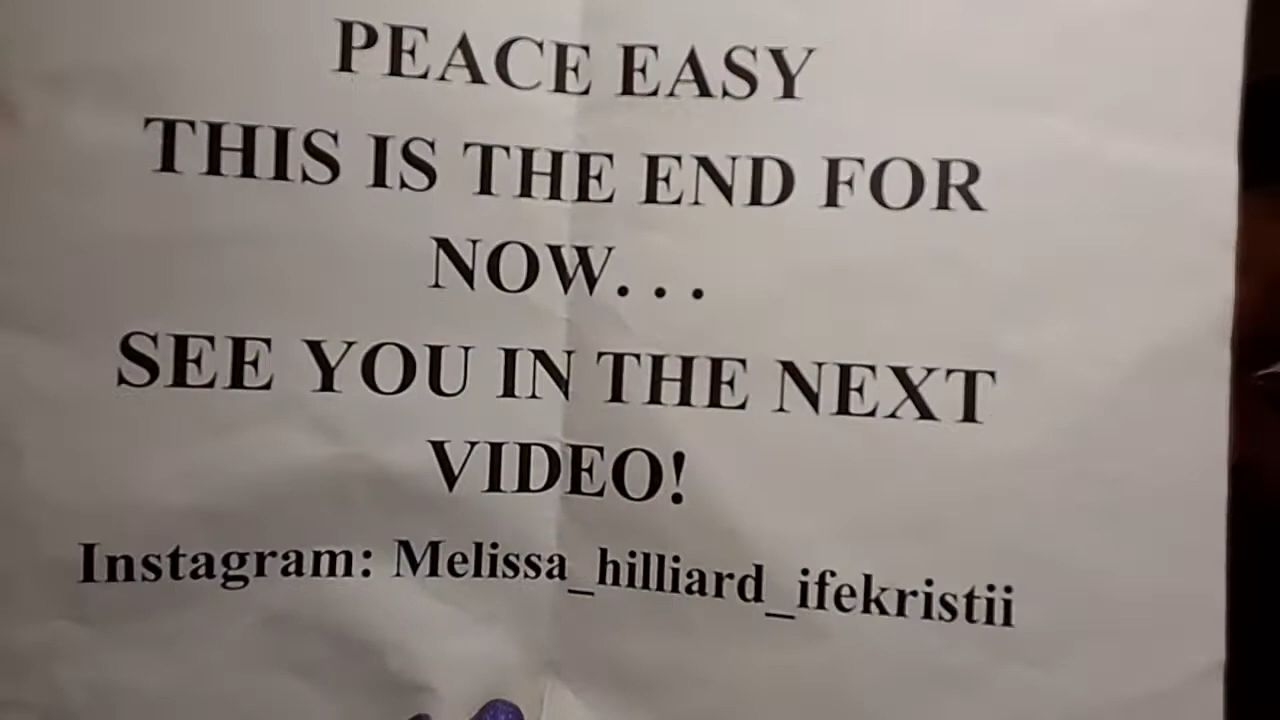 PEACE EASY
THIS IS THE END FOR
NOW...
SEE YOU IN THE NEXT
VIDEO!
Instagram: Melissa_hilliard_ifekristii